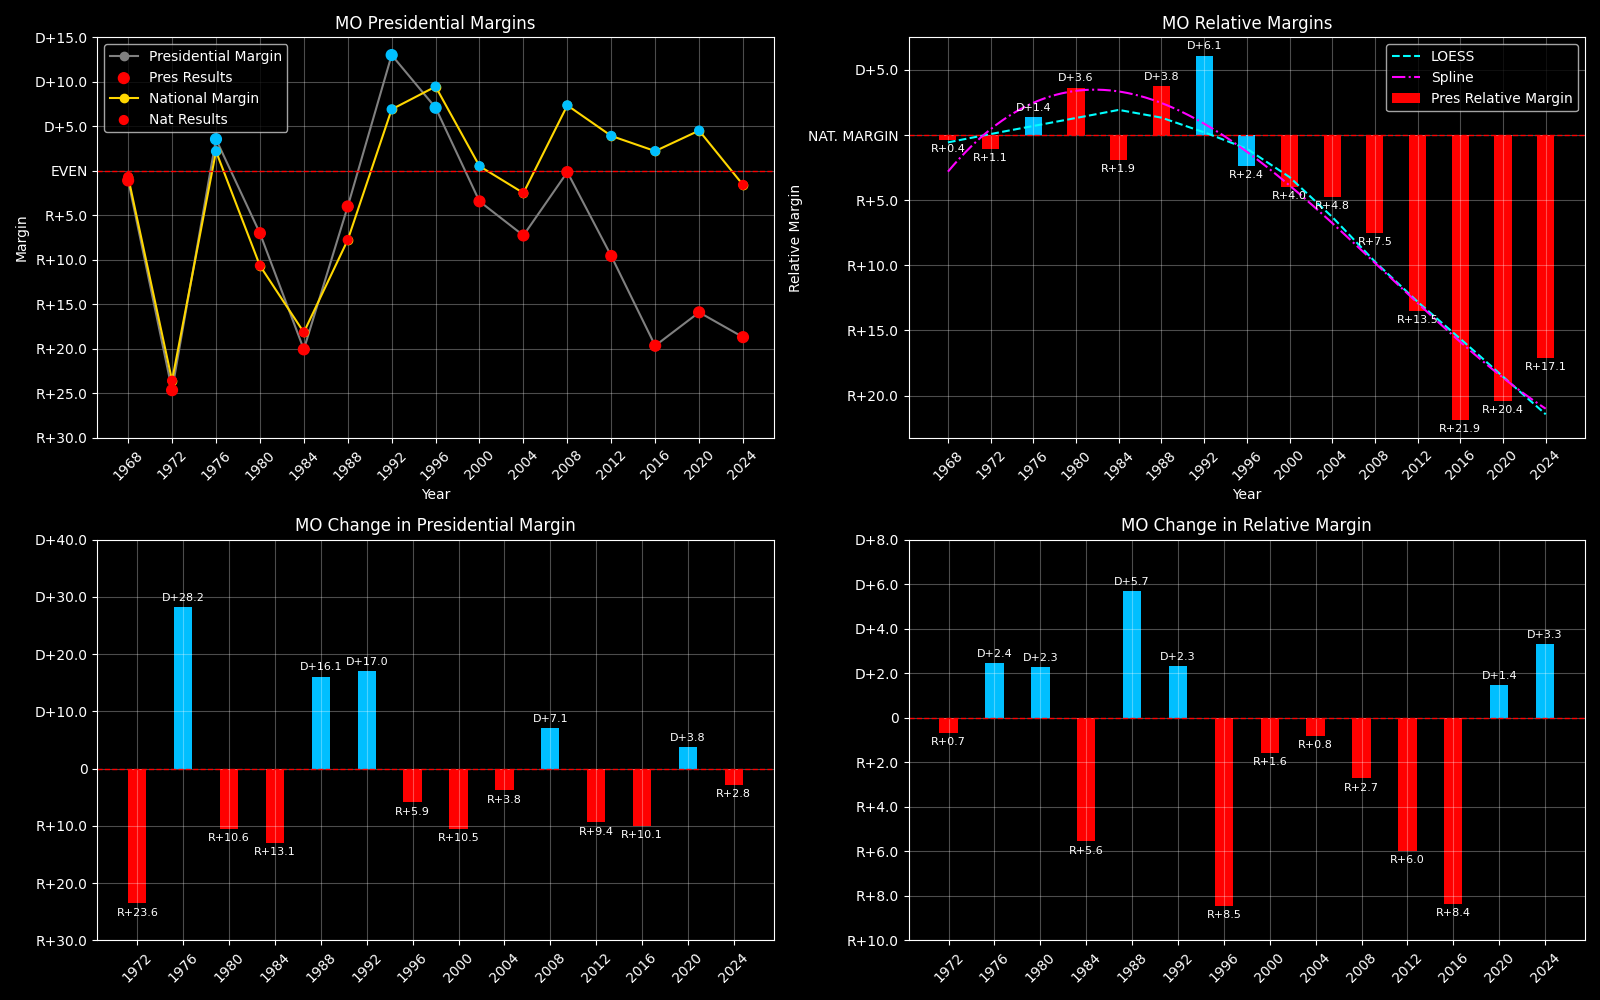 MO Presidential Margins
D+15.0
D+10.0
D+5.0
EVEN
R+5.0
R+10.0
R+15.0
R+20.0
R+25.0
R+30.0
Margin
Presidential Margin
Pres Results
National Margin
Nat Results
1968 1972 1976 1980 1984 1988 1992 1996 2000 2004 2008 2012 2016 2020 2024
Year
MO Relative Margins
D+5.0
NAT. MARGIN
R+5.0
R+10.0
R+15.0
R+20.0
Relative Margin
LOESS
Spline
Pres Relative Margin
R+0.4 R+1.1 D+1.4 D+3.6 R+1.9 D+3.8 D+6.1 R+2.4 R+4.0 R+4.8 R+7.5 R+13.5 R+21.9 R+20.4 R+17.1
1968 1972 1976 1980 1984 1988 1992 1996 2000 2004 2008 2012 2016 2020 2024
Year
MO Change in Presidential Margin
D+40.0
D+30.0
D+20.0
D+10.0
0
R+10.0
R+20.0
R+30.0
R+23.6 D+28.2 R+10.6 R+13.1 D+16.1 D+17.0 R+5.9 R+10.5 R+3.8 D+7.1 R+9.4 R+10.1 D+3.8 R+2.8
1972 1976 1980 1984 1988 1992 1996 2000 2004 2008 2012 2016 2020 2024
MO Change in Relative Margin
D+8.0
D+6.0
D+4.0
D+2.0
0
R+2.0
R+4.0
R+6.0
R+8.0
R+10.0
R+0.7 D+2.4 D+2.3 R+5.6 D+5.7 D+2.3 R+8.5 R+1.6 R+0.8 R+2.7 R+6.0 R+8.4 D+1.4 D+3.3
1972 1976 1980 1984 1988 1992 1996 2000 2004 2008 2012 2016 2020 2024